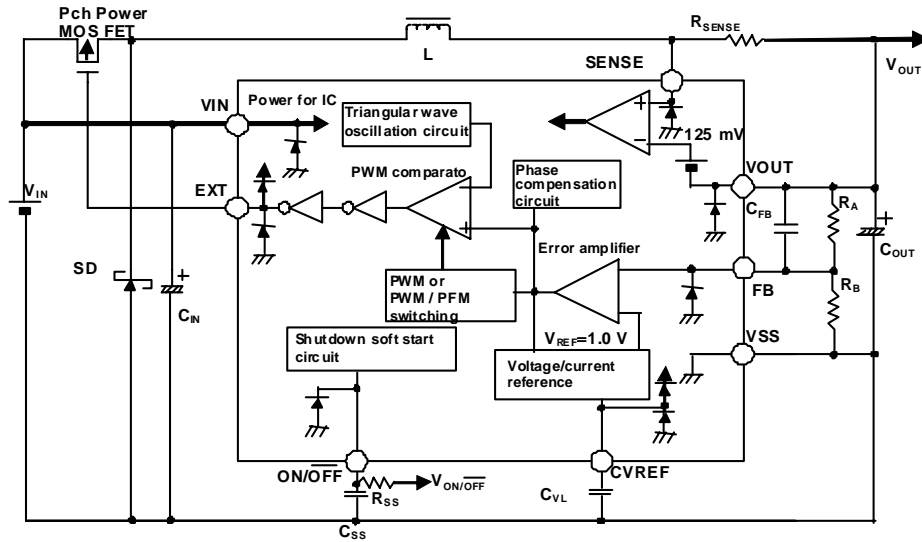 Pch Power
MOS FET
L
RSENSE
VOUT
SENSE
VIN
Power for IC
Triangular wave
oscillation circuit
+
−
125 mV
VOUT
VIN
EXT
PWM comparato
Phase
compensation
circuit
CFB
RA
+
COUT
+
Error amplifier
SD
+
CIN
PWM or
PWM / PFM
switching
FB
RB
VREF=1.0 V
VSS
Shutdown soft start
circuit
Voltage/current
reference
ON/OFF
RSS
VON/OFF
CVREF
CVL
CSS